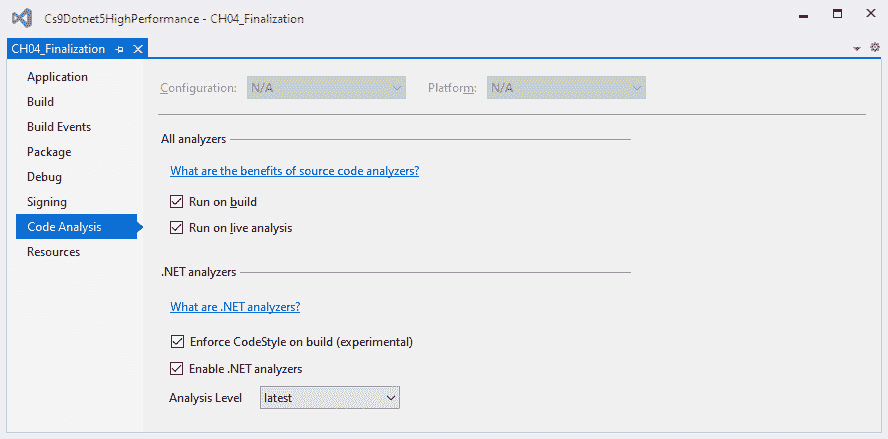 Cs9Dotnet5HighPerformance - CH04_Finalization
CH04_Finalization
Application
Build
Build Events
Package
Debug
Signing
Code Analysis
Resources
Configuration: N/A Platform: N/A
All analyzers
What are the benefits of source code analyzers?
Run on build
Run on live analysis
.NET analyzers
What are .NET analyzers?
Enforce CodeStyle on build (experimental)
Enable .NET analyzers
Analysis Level latest